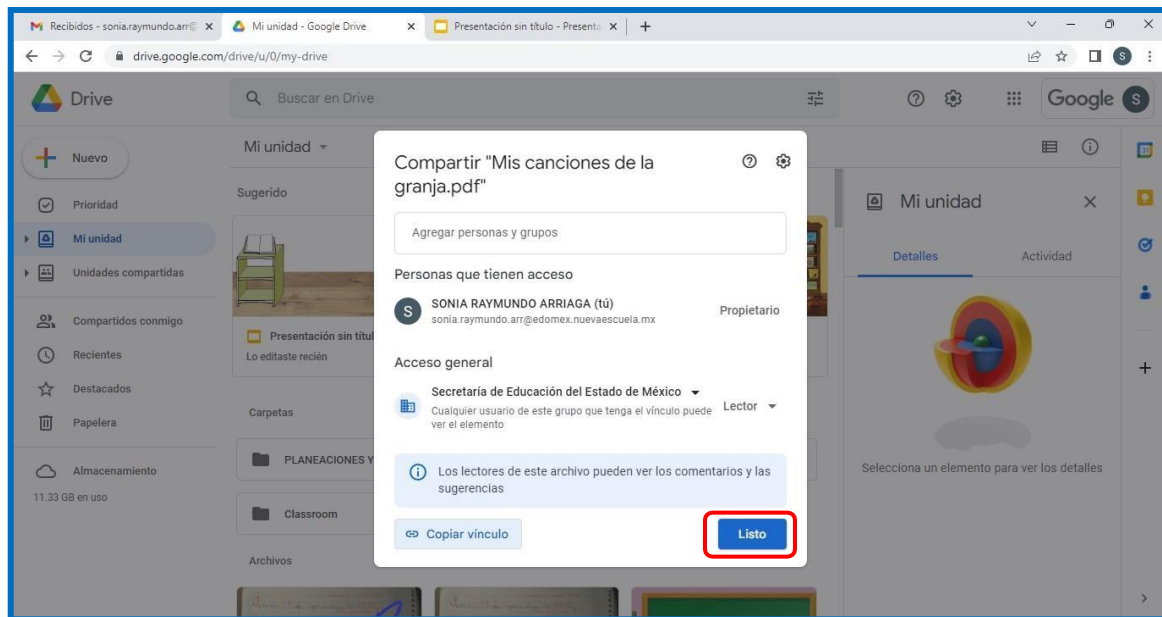 Recibidos - sonia.raymundo.arr@
Mi unidad - Google Drive
Presentación sin título - Presenta
drive.google.com/drive/u/0/my-drive
S
Drive
Buscar en Drive
Google
S
Nuevo
Prioridad
Mi unidad
Unidades compartidas
Compartidos conmigo
Recientes
Destacados
Papelera
Almacenamiento
11.33 GB en uso
Mi unidad
Sugerido
Presentación sin títul
Lo editaste recién
Carpetas
PLANEACIONES Y
Classroom
Archivos
Compartir "Mis canciones de la
granja.pdf"
Agregar personas y grupos
Personas que tienen acceso
S
SONIA RAYMUNDO ARRIAGA (tú)
sonia.raymundo.arr@edomex.nuevaescuela.mx
Propietario
Acceso general
Secretaría de Educación del Estado de México
Cualquier usuario de este grupo que tenga el vínculo puede
ver el elemento
Lector
Los lectores de este archivo pueden ver los comentarios y las
sugerencias
Copiar vínculo
Listo
Mi unidad
Detalles
Actividad
Selecciona un elemento para ver los detalles
31